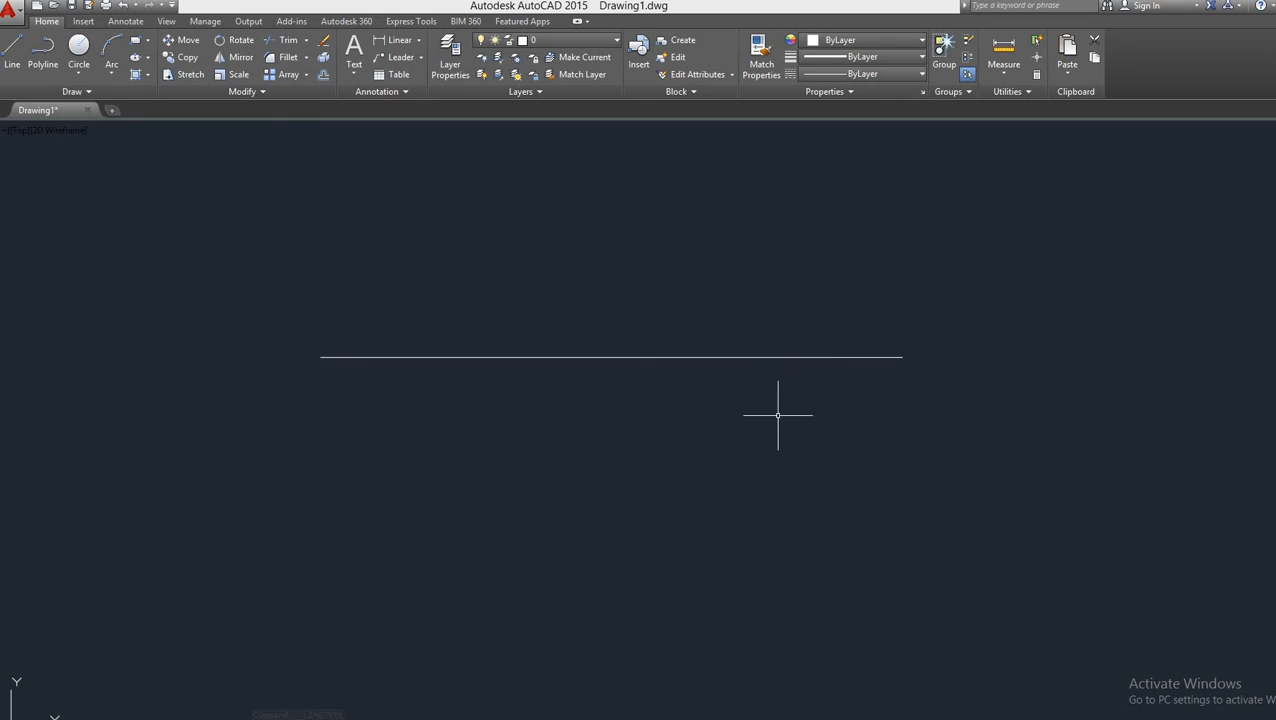 Autodesk AutoCAD 2015 Drawing1.dwg
Type a keyword or phrase
Sign In
Home Insert Annotate View Manage Output Add-ins Autodesk 360 Express Tools BIM 360 Featured Apps
Line
Polyline
Circle
Arc
Move
Copy
Stretch
Rotate
Mirror
Scale
Trim
Fillet
Array
Text
Linear
Leader
Table
Layer
Properties
0
Make Current
Match Layer
Insert
Create
Edit
Edit Attributes
Match
Properties
ByLayer
ByLayer
ByLayer
Group
Measure
Paste
Draw
Modify
Annotation
Layers
Block
Properties
Groups
Utilities
Clipboard
Drawing1*
−][Top][2D Wireframe]
Y
Activate Windows
Go to PC settings to activate W